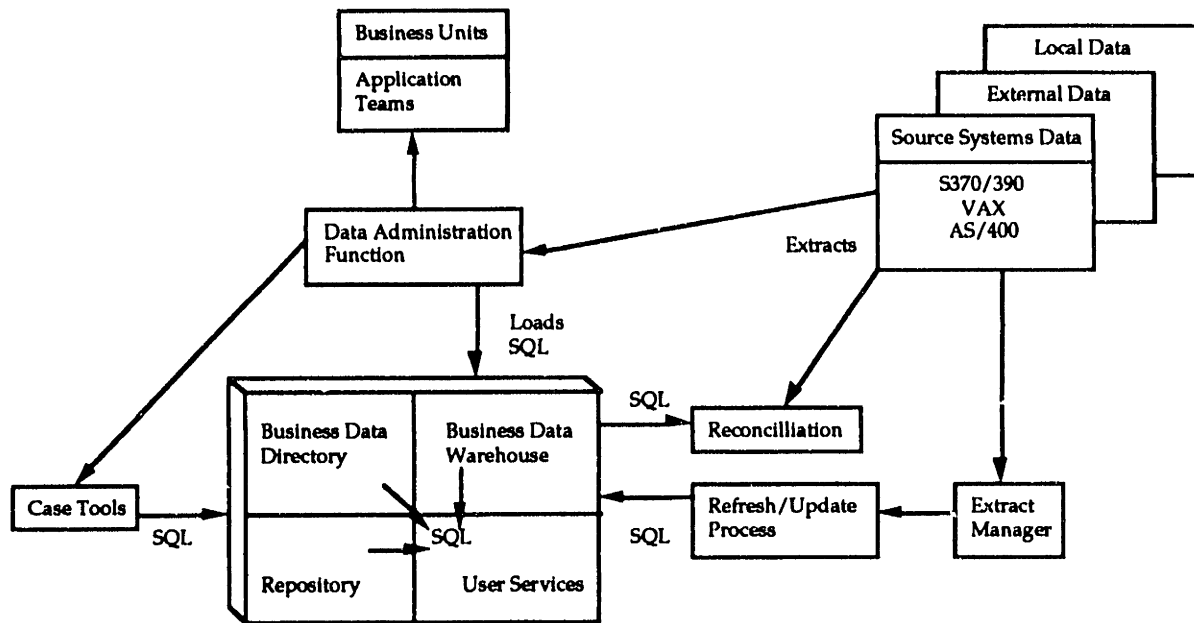 Business Units
Application
Teams
Local Data
External Data
Source Systems Data
S370/390
VAX
AS/400
Data Administration
Function
Extracts
Loads
SQL
Business Data
Directory
Business Data
Warehouse
SQL
Reconcilliation
Case Tools
SQL
SQL
Repository
User Services
SQL
Refresh/Update
Process
Extract
Manager